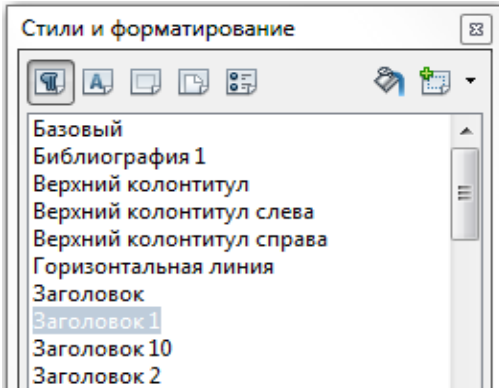 Стили и форматирование
Базовый
Библиография 1
Верхний колонтитул
Верхний колонтитул слева
Верхний колонтитул справа
Горизонтальная линия
Заголовок
Заголовок 1
Заголовок 10
Заголовок 2